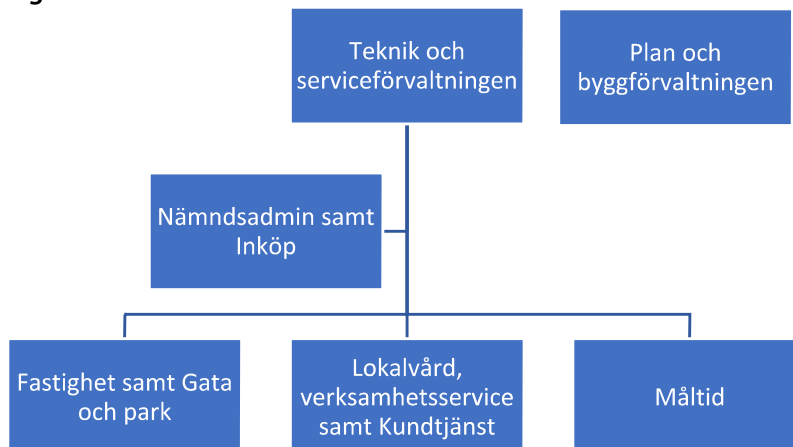 Teknik och
serviceförvaltningen
Plan och
byggförvaltningen
Nämndsadmin samt
Inköp
Fastighet samt Gata
och park
Lokalvård,
verksamhetsservice
samt Kundtjänst
Måltid